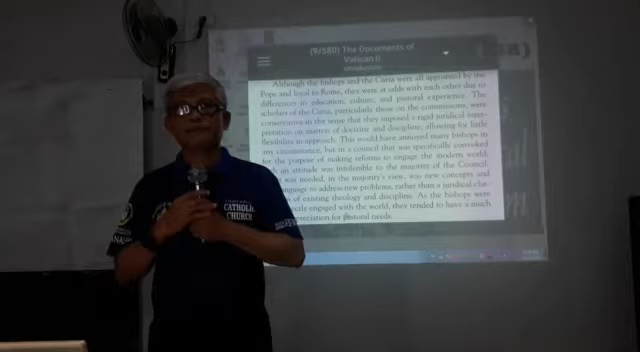 (9/580) The Documents of
Vatican II
Introduction
Although the bishops and the Curia were all appointed by the
Pope and loyal to Rome, they were at odds with each other due to
differences in education, culture, and pastoral experience. The
scholars of the Curia, particularly those on the commissions, were
conservative in the sense that they imposed a rigid juridical inter-
pretation on matters of doctrine and discipline, allowing for little
flexibility in approach. This would have annoyed many bishops in
any circumstance, but in a council that was specifically convoked
for the purpose of making reforms to engage the modern world,
an attitude was intolerable to the majority of the Council.
was needed, in the majority's view, was new concepts and
language to address new problems, rather than a juridical
of existing theology and discipline. As the bishops were
engaged with the world, they tended to have a much
for pastoral needs.
CATHOLIC
CHURCH